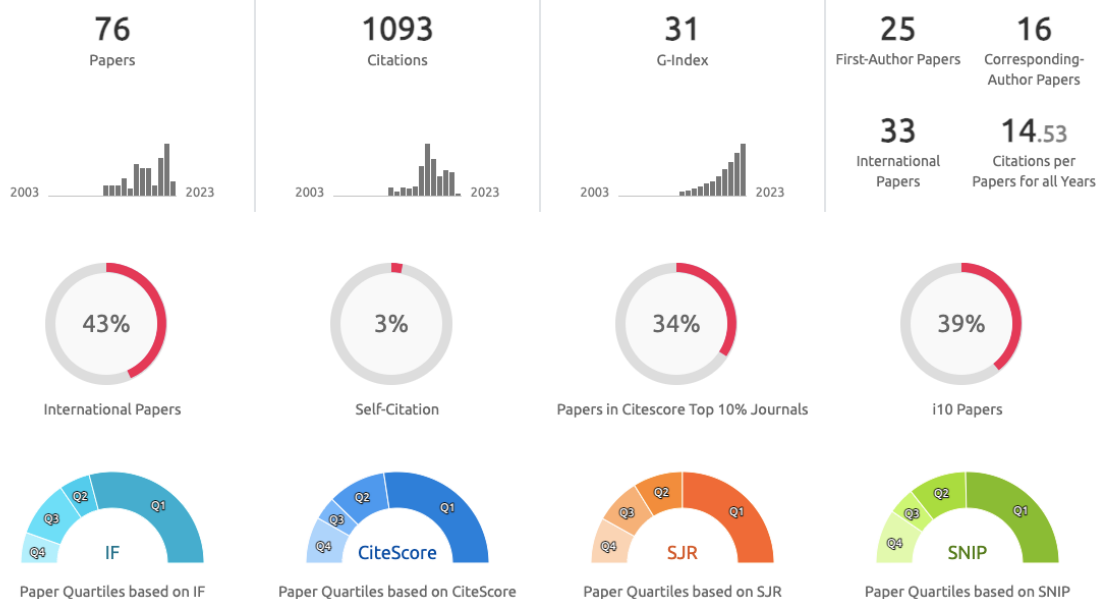 76
Papers
2003
2023
1093
Citations
2003
2023
31
G-Index
2003
2023
25
First-Author Papers
16
Corresponding-
Author Papers
33
International
Papers
14.53
Citations per
Papers for all Years
43%
International Papers
3%
Self-Citation
34%
Papers in Citescore Top 10% Journals
39%
i10 Papers
Q4
Q3
Q2
Q1
IF
Paper Quartiles based on IF
Q4
Q3
Q2
Q1
CiteScore
Paper Quartiles based on CiteScore
Q4
Q3
Q2
Q1
SJR
Paper Quartiles based on SJR
Q4
Q3
Q2
Q1
SNIP
Paper Quartiles based on SNIP